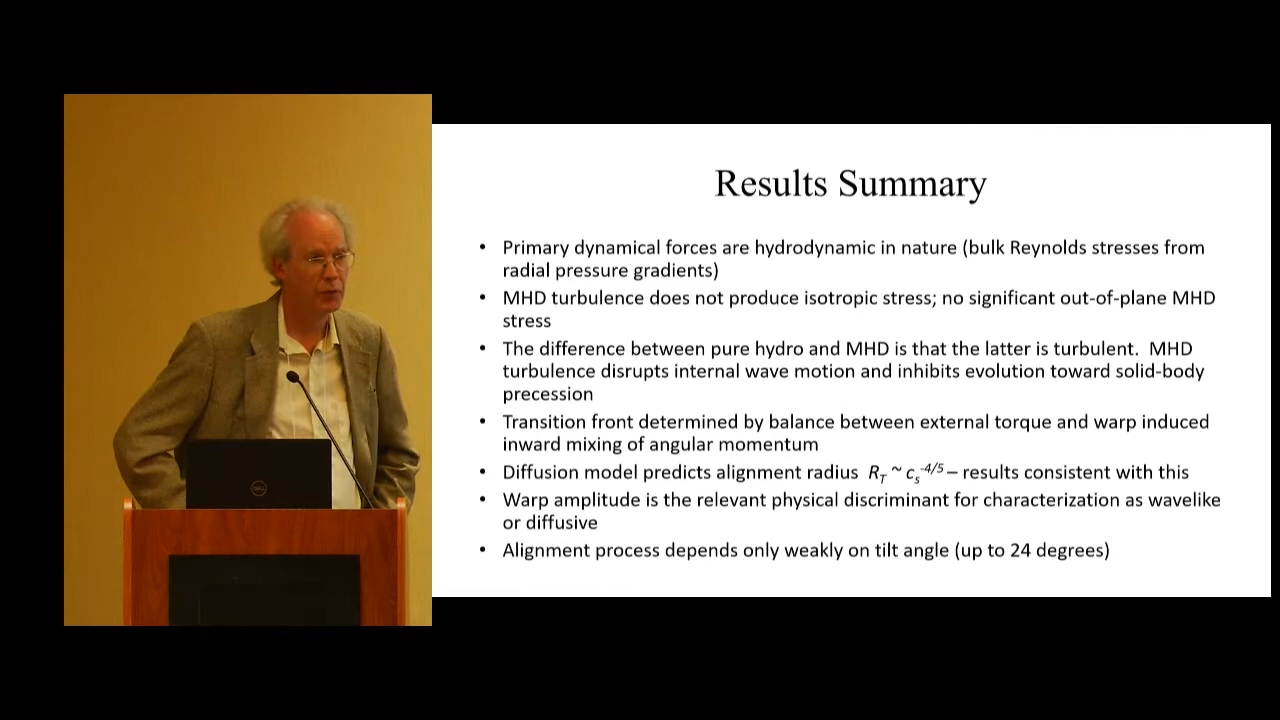 Results Summary
• Primary dynamical forces are hydrodynamic in nature (bulk Reynolds stresses from
radial pressure gradients)
• MHD turbulence does not produce isotropic stress; no significant out-of-plane MHD
stress
• The difference between pure hydro and MHD is that the latter is turbulent.  MHD
turbulence disrupts internal wave motion and inhibits evolution toward solid-body
precession
• Transition front determined by balance between external torque and warp induced
inward mixing of angular momentum
• Diffusion model predicts alignment radius  R_T ~ c_s^-4/5 – results consistent with this
• Warp amplitude is the relevant physical discriminant for characterization as wavelike
or diffusive
• Alignment process depends only weakly on tilt angle (up to 24 degrees)
DELL